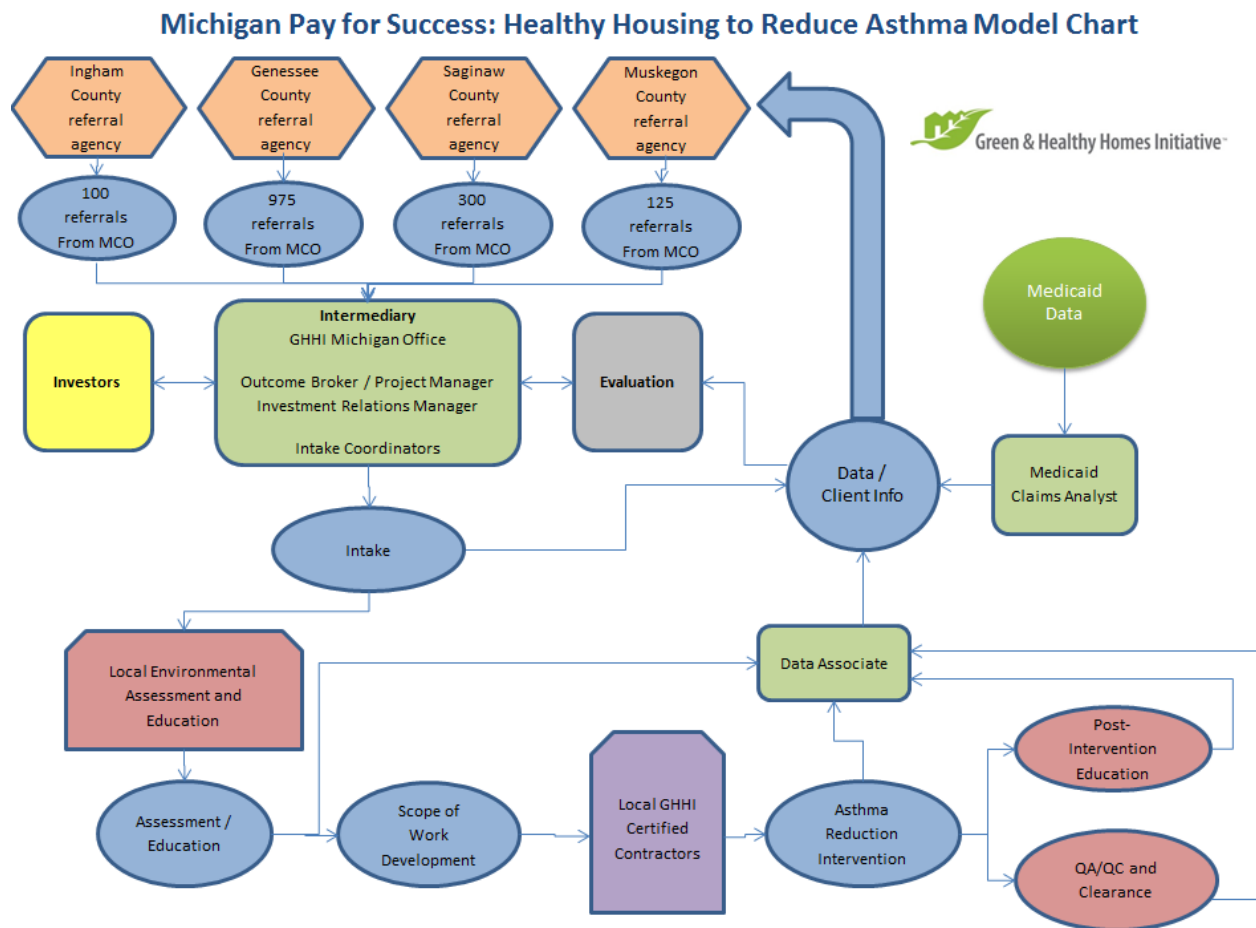 Michigan Pay for Success: Healthy Housing to Reduce Asthma Model Chart
Ingham
County
referral
agency
Genessee
County
referral
agency
Saginaw
County
referral
agency
Muskegon
County
referral
agency
Green & Healthy Homes Initiative™
100
referrals
From MCO
975
referrals
From MCO
300
referrals
From MCO
125
referrals
From MCO
Medicaid
Data
Investors
Intermediary
GHHI Michigan Office
Outcome Broker / Project Manager
Investment Relations Manager
Intake Coordinators
Evaluation
Data /
Client Info
Medicaid
Claims Analyst
Intake
Local Environmental
Assessment and
Education
Data Associate
Post-
Intervention
Education
Assessment /
Education
Scope of
Work
Development
Local GHHI
Certified
Contractors
Asthma
Reduction
Intervention
QA/QC and
Clearance